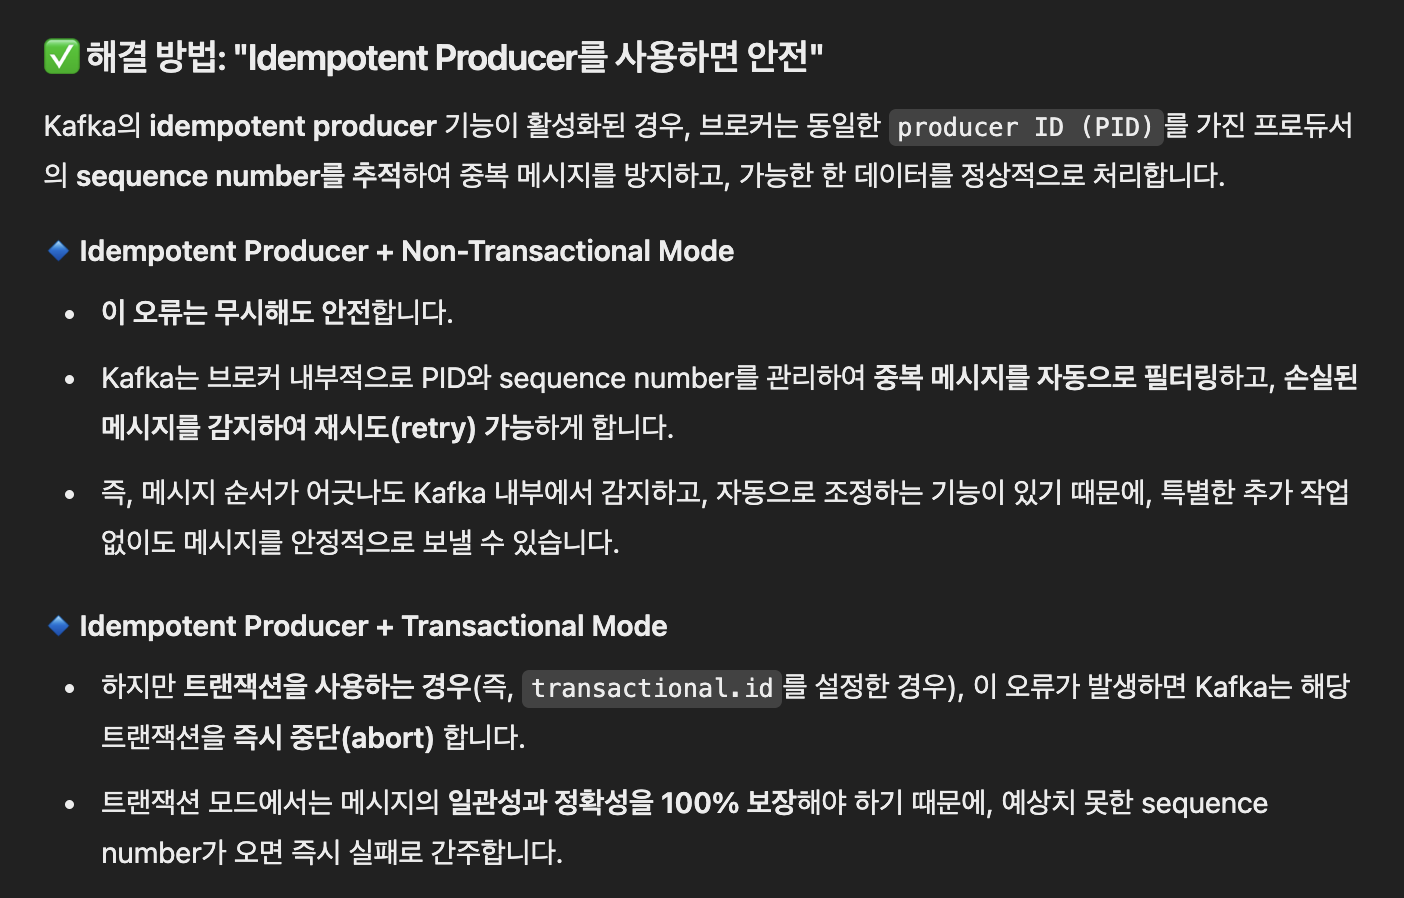 ✅ 해결 방법: "Idempotent Producer를 사용하면 안전"
Kafka의 idempotent producer 기능이 활성화된 경우, 브로커는 동일한 producer ID (PID)를 가진 프로듀서
의 sequence number를 추적하여 중복 메시지를 방지하고, 가능한 한 데이터를 정상적으로 처리합니다.
🔹 Idempotent Producer + Non-Transactional Mode
• 이 오류는 무시해도 안전합니다.
• Kafka는 브로커 내부적으로 PID와 sequence number를 관리하여 중복 메시지를 자동으로 필터링하고, 손실된
메시지를 감지하여 재시도(retry) 가능하게 합니다.
• 즉, 메시지 순서가 어긋나도 Kafka 내부에서 감지하고, 자동으로 조정하는 기능이 있기 때문에, 특별한 추가 작업
없이도 메시지를 안정적으로 보낼 수 있습니다.
🔹 Idempotent Producer + Transactional Mode
• 하지만 트랜잭션을 사용하는 경우(즉, transactional.id를 설정한 경우), 이 오류가 발생하면 Kafka는 해당
트랜잭션을 즉시 중단(abort) 합니다.
• 트랜잭션 모드에서는 메시지의 일관성과 정확성을 100% 보장해야 하기 때문에, 예상치 못한 sequence
number가 오면 즉시 실패로 간주합니다.